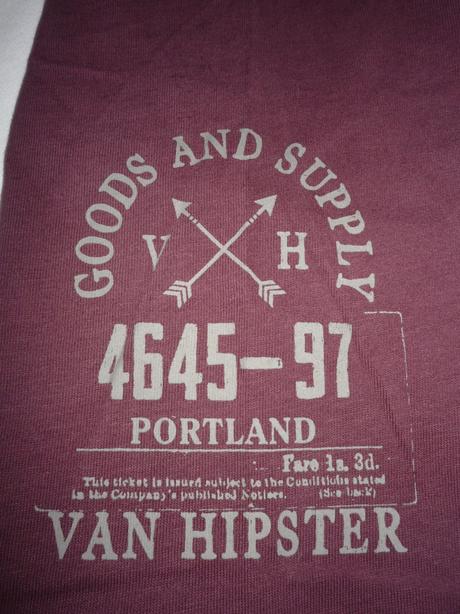 GOODS AND SUPPLY
V H
4645-97
PORTLAND
Fare 1s. 3d.
This ticket is issued subject to the Conditions stated
in the Company's published Notices. (See back)
VAN HIPSTER